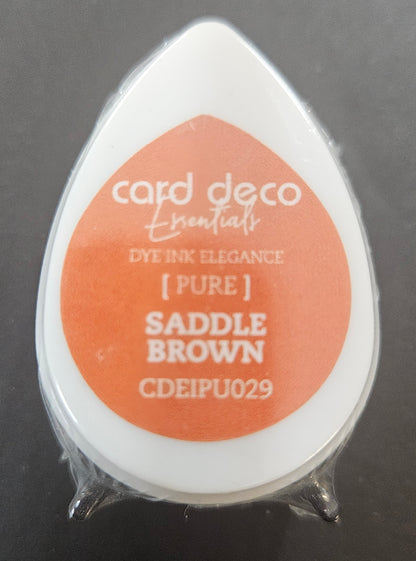 card deco
Essentials
DYE INK ELEGANCE
[ PURE ]
SADDLE
BROWN
CDEIPU029